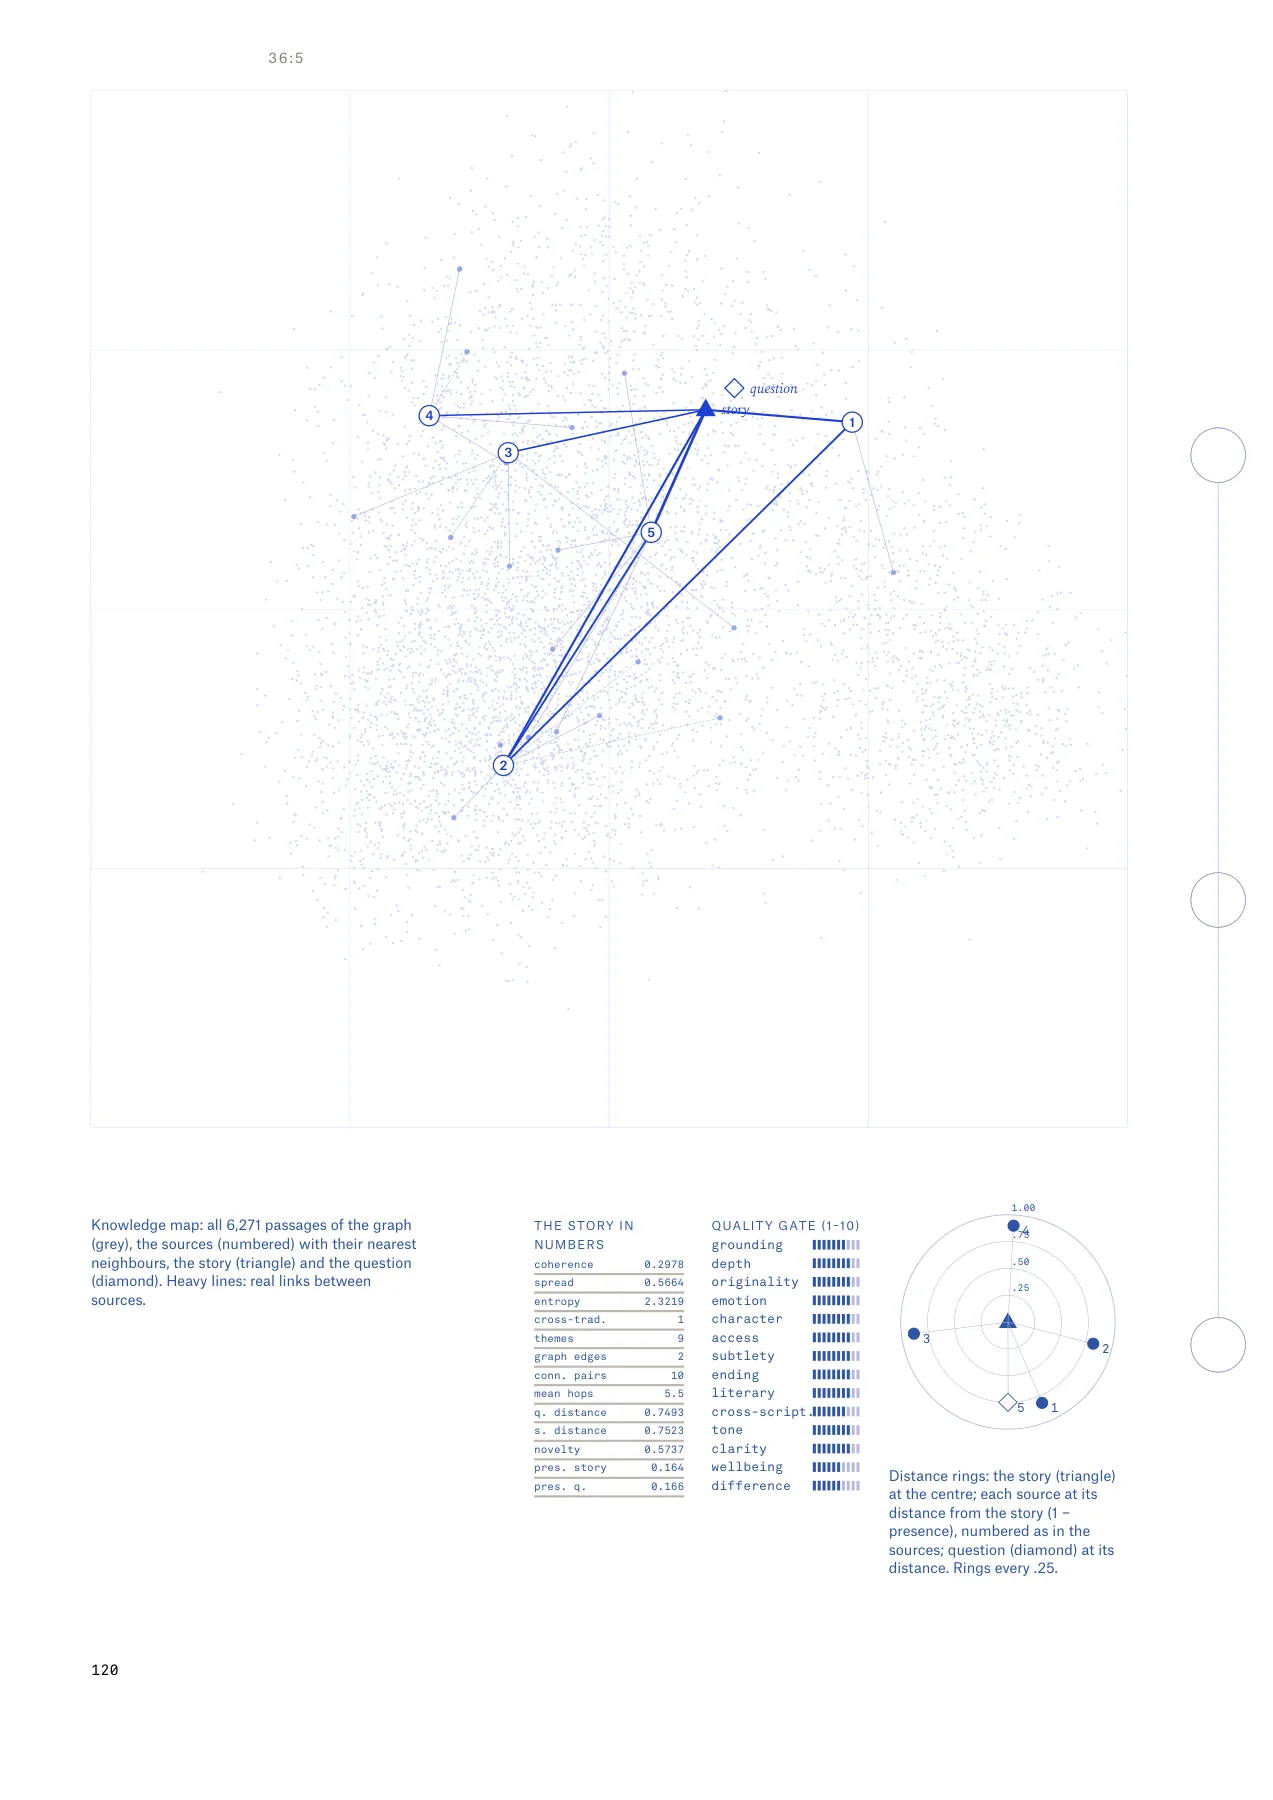 36:5
question
story
4
1
3
5
2
Knowledge map: all 6,271 passages of the graph
(grey), the sources (numbered) with their nearest
neighbours, the story (triangle) and the question
(diamond). Heavy lines: real links between
sources.
THE STORY IN
NUMBERS
coherence 0.2978
spread 0.5664
entropy 2.3219
cross-trad. 1
themes 9
graph edges 2
conn. pairs 10
mean hops 5.5
q. distance 0.7493
s. distance 0.7523
novelty 0.5737
pres. story 0.164
pres. q. 0.166
QUALITY GATE (1–10)
grounding
depth
originality
emotion
character
access
subtlety
ending
literary
cross-script.
tone
clarity
wellbeing
difference
1.00
4
.75
.50
.25
3
2
5
1
Distance rings: the story (triangle)
at the centre; each source at its
distance from the story (1 –
presence), numbered as in the
sources; question (diamond) at its
distance. Rings every .25.
120